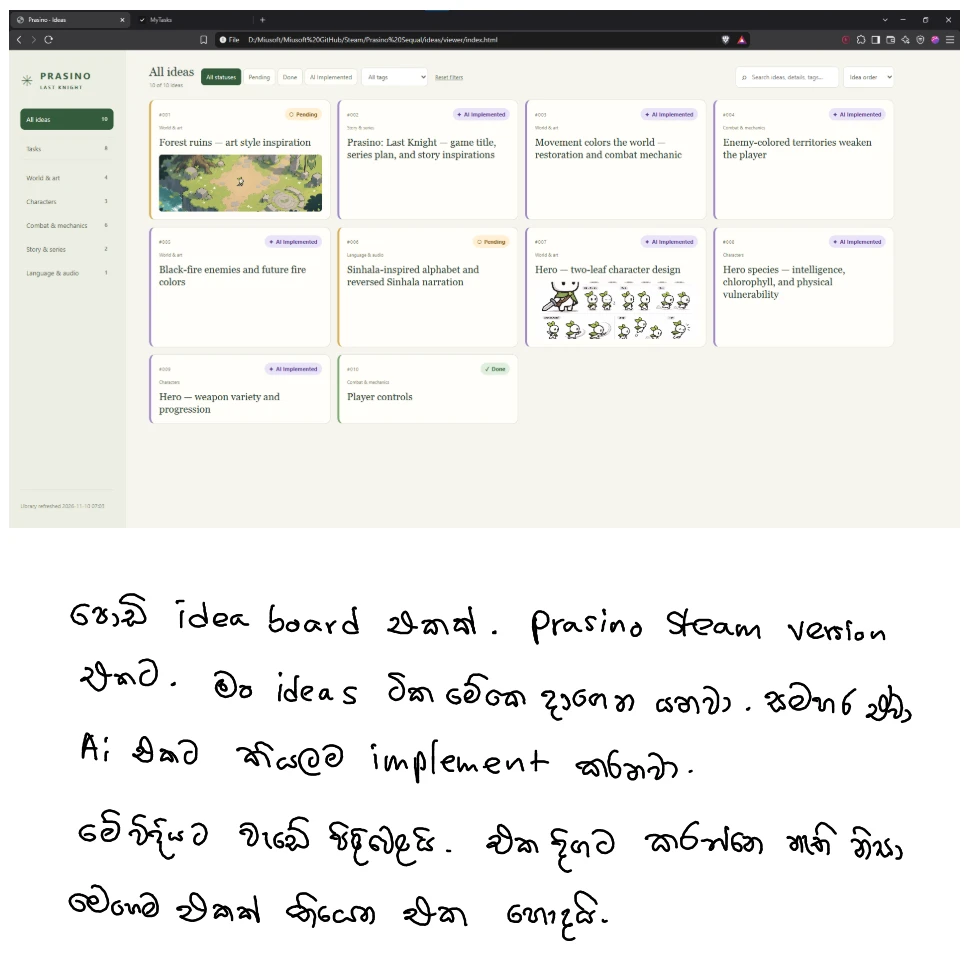 Prasino - Ideas
MyTasks
File D:/Miusoft/Miusoft%20GitHub/Steam/Prasino%20Sequal/ideas/viewer/index.html
PRASINO
LAST KNIGHT
All ideas 10
Tasks 8
World & art 4
Characters 3
Combat & mechanics 6
Story & series 2
Language & audio 1
Library refreshed 2026-11-10 07:03
All ideas
10 of 10 ideas
All statuses Pending Done AI Implemented All tags Reset filters
Search ideas, details, tags...
Idea order
#001 Pending
World & art
Forest ruins — art style inspiration
#002 AI Implemented
Story & series
Prasino: Last Knight — game title,
series plan, and story inspirations
#003 AI Implemented
World & art
Movement colors the world —
restoration and combat mechanic
#004 AI Implemented
Combat & mechanics
Enemy-colored territories weaken
the player
AI Implemented
World & art
Black-fire enemies and future fire
colors
#006 Pending
Language & audio
Sinhala-inspired alphabet and
reversed Sinhala narration
#007 AI Implemented
World & art
Hero — two-leaf character design
#008 AI Implemented
Characters
Hero species — intelligence,
chlorophyll, and physical
vulnerability
#009 AI Implemented
Characters
Hero — weapon variety and
progression
#010 Done
Combat & mechanics
Player controls
පොඩි idea board එකක්. Prasino Steam version
එකට. මගෙ ideas ටික මේකෙ දාගෙන යනවා. සමහර ඒවා
Ai එකට කියලම implement කරනවා.
මේ විදියට වැඩේ පිළිවෙළයි. එක දිගට කරන්නෙ නැති නිසා
මෙහෙම එකක් තියෙන එක හොඳයි.